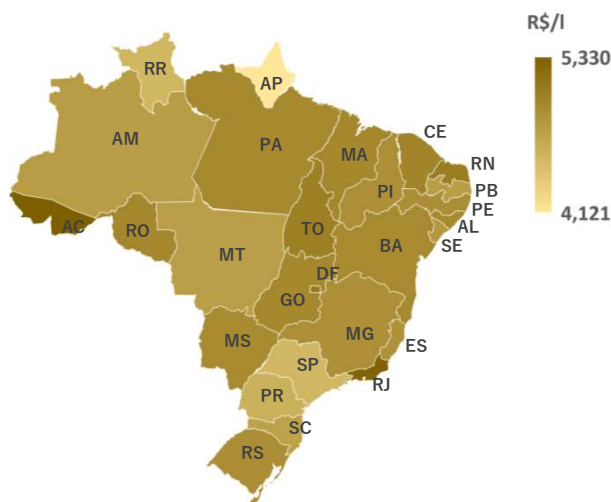 R$/l
5,330
4,121
RR
AP
AM
PA
MA
CE
RN
PI
PB
PE
AL
SE
AC
RO
TO
BA
MT
DF
GO
MG
MS
ES
SP
RJ
PR
SC
RS